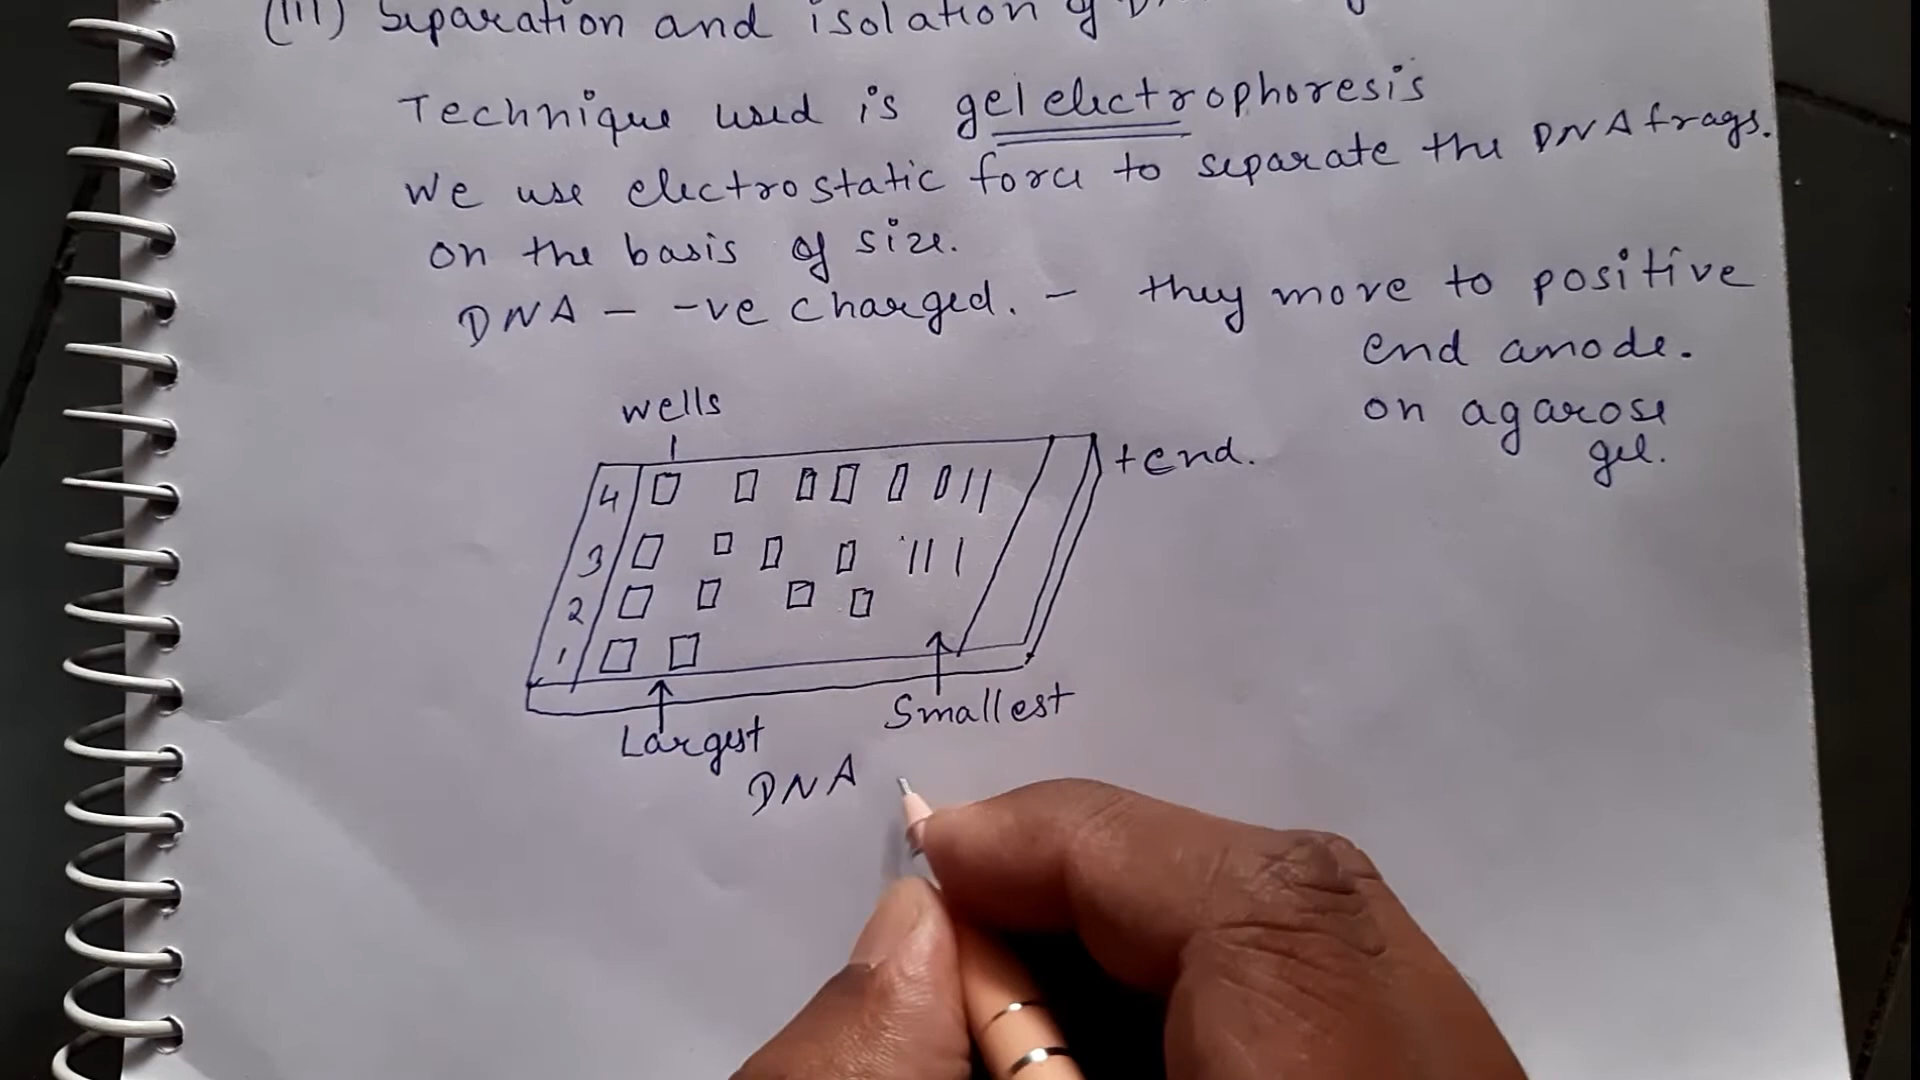 (III) Separation and isolation of
Technique used is gel electrophoresis
We use electrostatic force to separate the DNA frags.
on the basis of size.
DNA – -ve charged. – they move to positive
end anode.
on agarose
gel.
wells
+ end.
4
3
2
1
Largest
Smallest
DNA